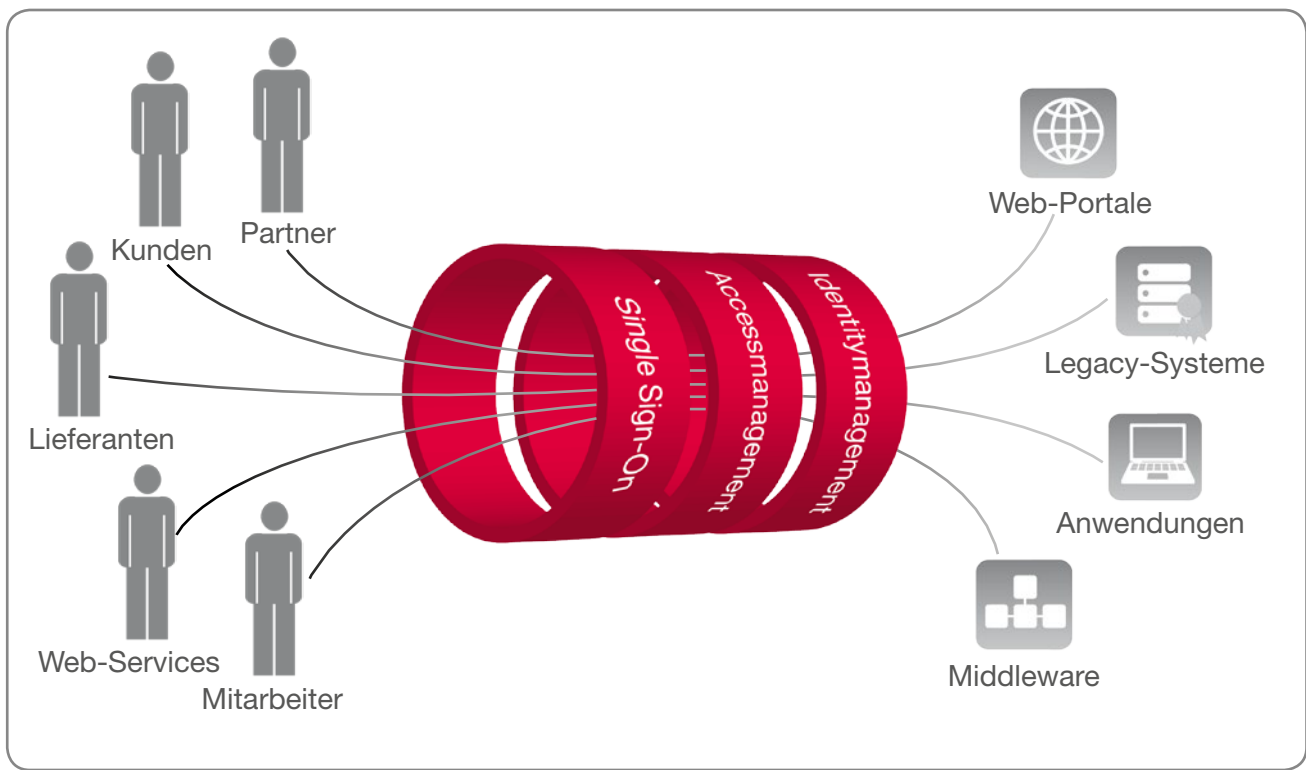 Kunden
Partner
Lieferanten
Web-Services
Mitarbeiter
Single Sign-On
Accessmanagement
Identitymanagement
Web-Portale
Legacy-Systeme
Anwendungen
Middleware